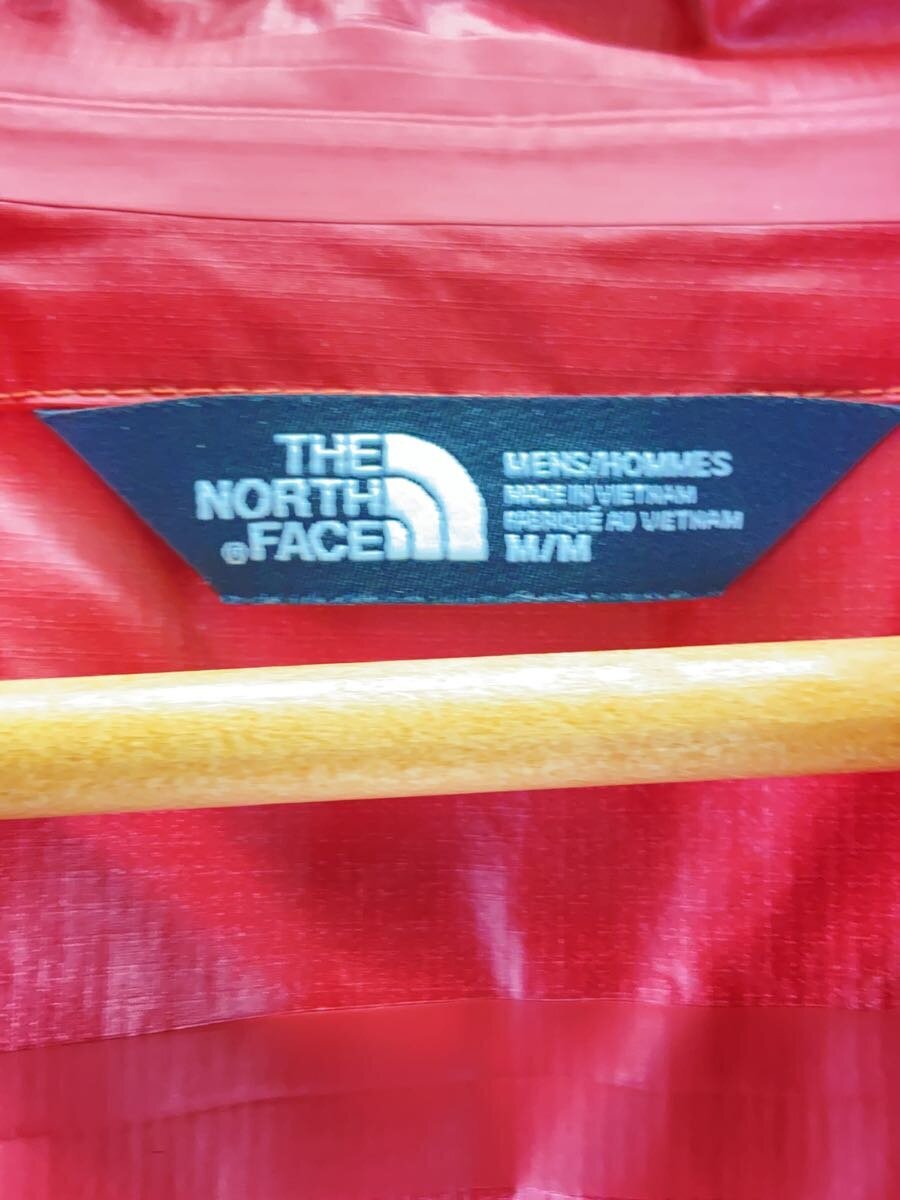 THE
NORTH
®FACE
MENS/HOMMES
MADE IN VIETNAM
FABRIQUÉ AU VIETNAM
M/M